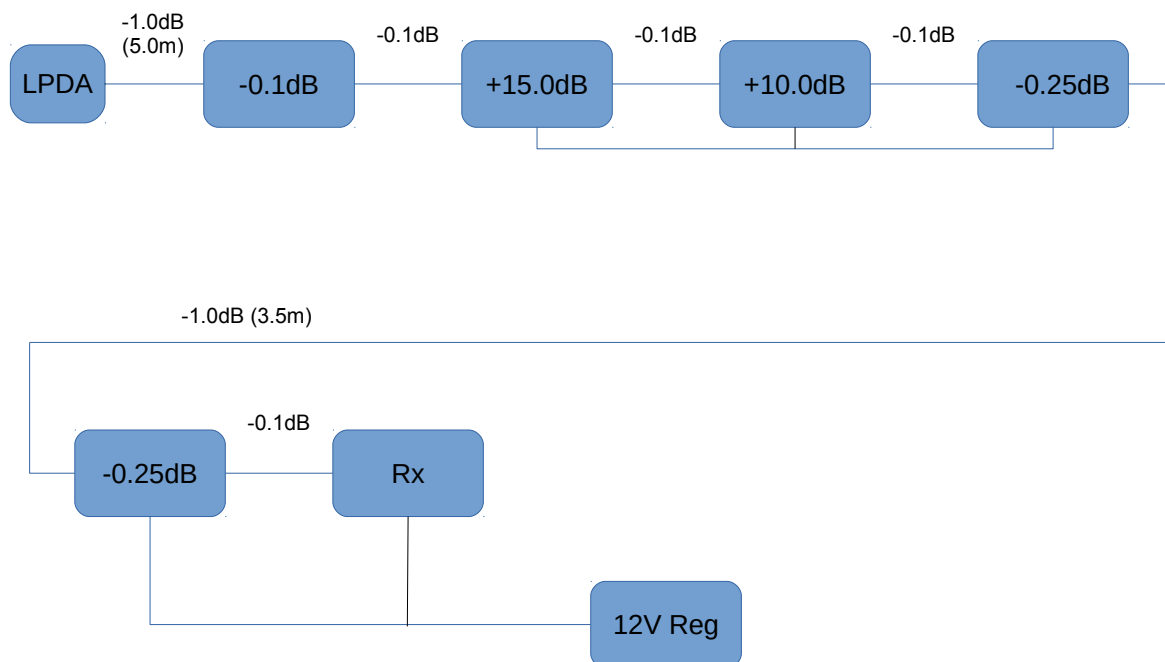 -1.0dB
(5.0m)
-0.1dB
-0.1dB
-0.1dB
LPDA
-0.1dB
+15.0dB
+10.0dB
-0.25dB
-1.0dB (3.5m)
-0.1dB
-0.25dB
Rx
12V Reg